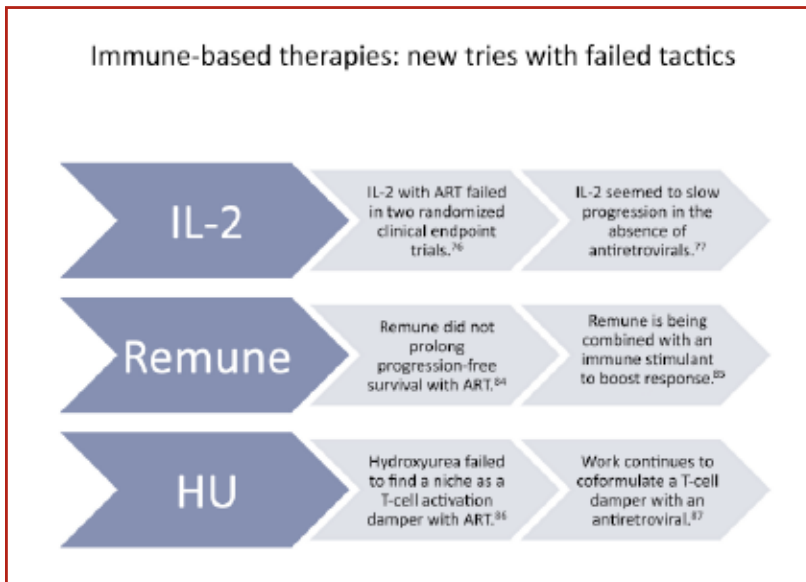 Immune-based therapies: new tries with failed tactics
IL-2
IL-2 with ART failed
in two randomized
clinical endpoint
trials.⁷⁶
IL-2 seemed to slow
progression in the
absence of
antiretrovirals.⁷⁷
Remune
Remune did not
prolong
progression-free
survival with ART.⁸⁴
Remune is being
combined with an
immune stimulant
to boost response.⁸⁵
HU
Hydroxyurea failed
to find a niche as a
T-cell activation
damper with ART.⁸⁶
Work continues to
coformulate a T-cell
damper with an
antiretroviral.⁸⁷